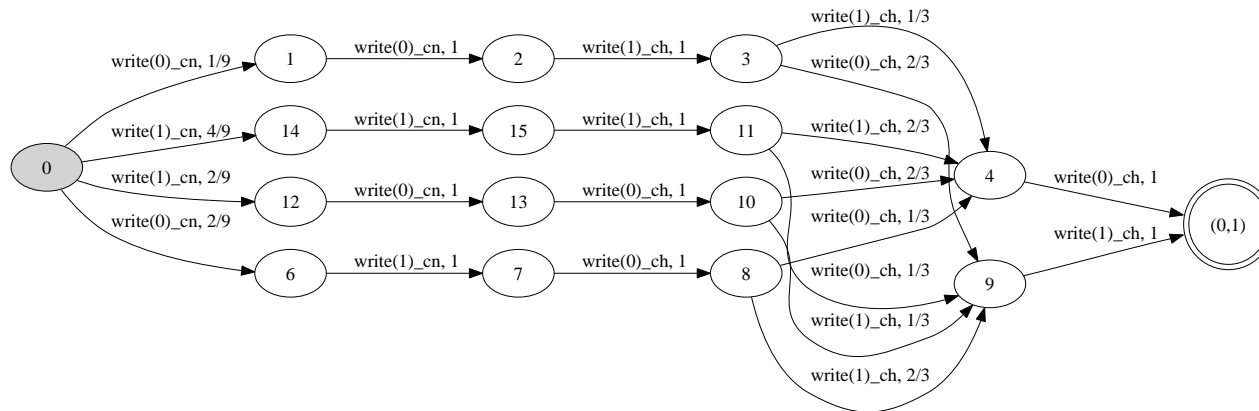 write(1)_ch, 1/3
write(0)_cn, 1/9
1
write(0)_cn, 1
2
write(1)_ch, 1
3
write(0)_ch, 2/3
write(1)_cn, 4/9
14
write(1)_cn, 1
15
write(1)_ch, 1
11
write(1)_ch, 2/3
0
4
write(0)_ch, 1
write(1)_cn, 2/9
12
write(0)_cn, 1
13
write(0)_ch, 1
10
write(0)_ch, 2/3
write(0)_cn, 2/9
write(0)_ch, 1/3
write(1)_ch, 1
(0,1)
6
write(1)_cn, 1
7
write(0)_ch, 1
8
write(0)_ch, 1/3
9
write(1)_ch, 1/3
write(1)_ch, 2/3